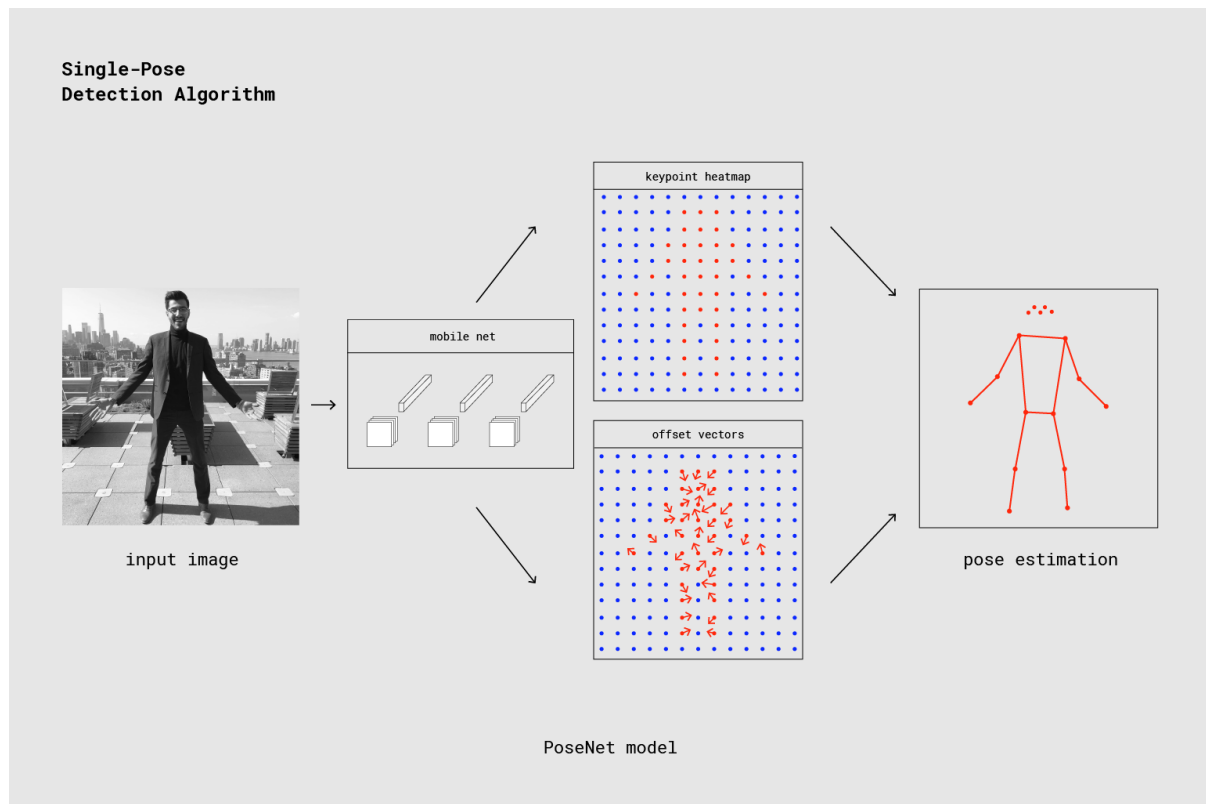 Single-Pose
Detection Algorithm
keypoint heatmap
mobile net
offset vectors
input image
pose estimation
PoseNet model